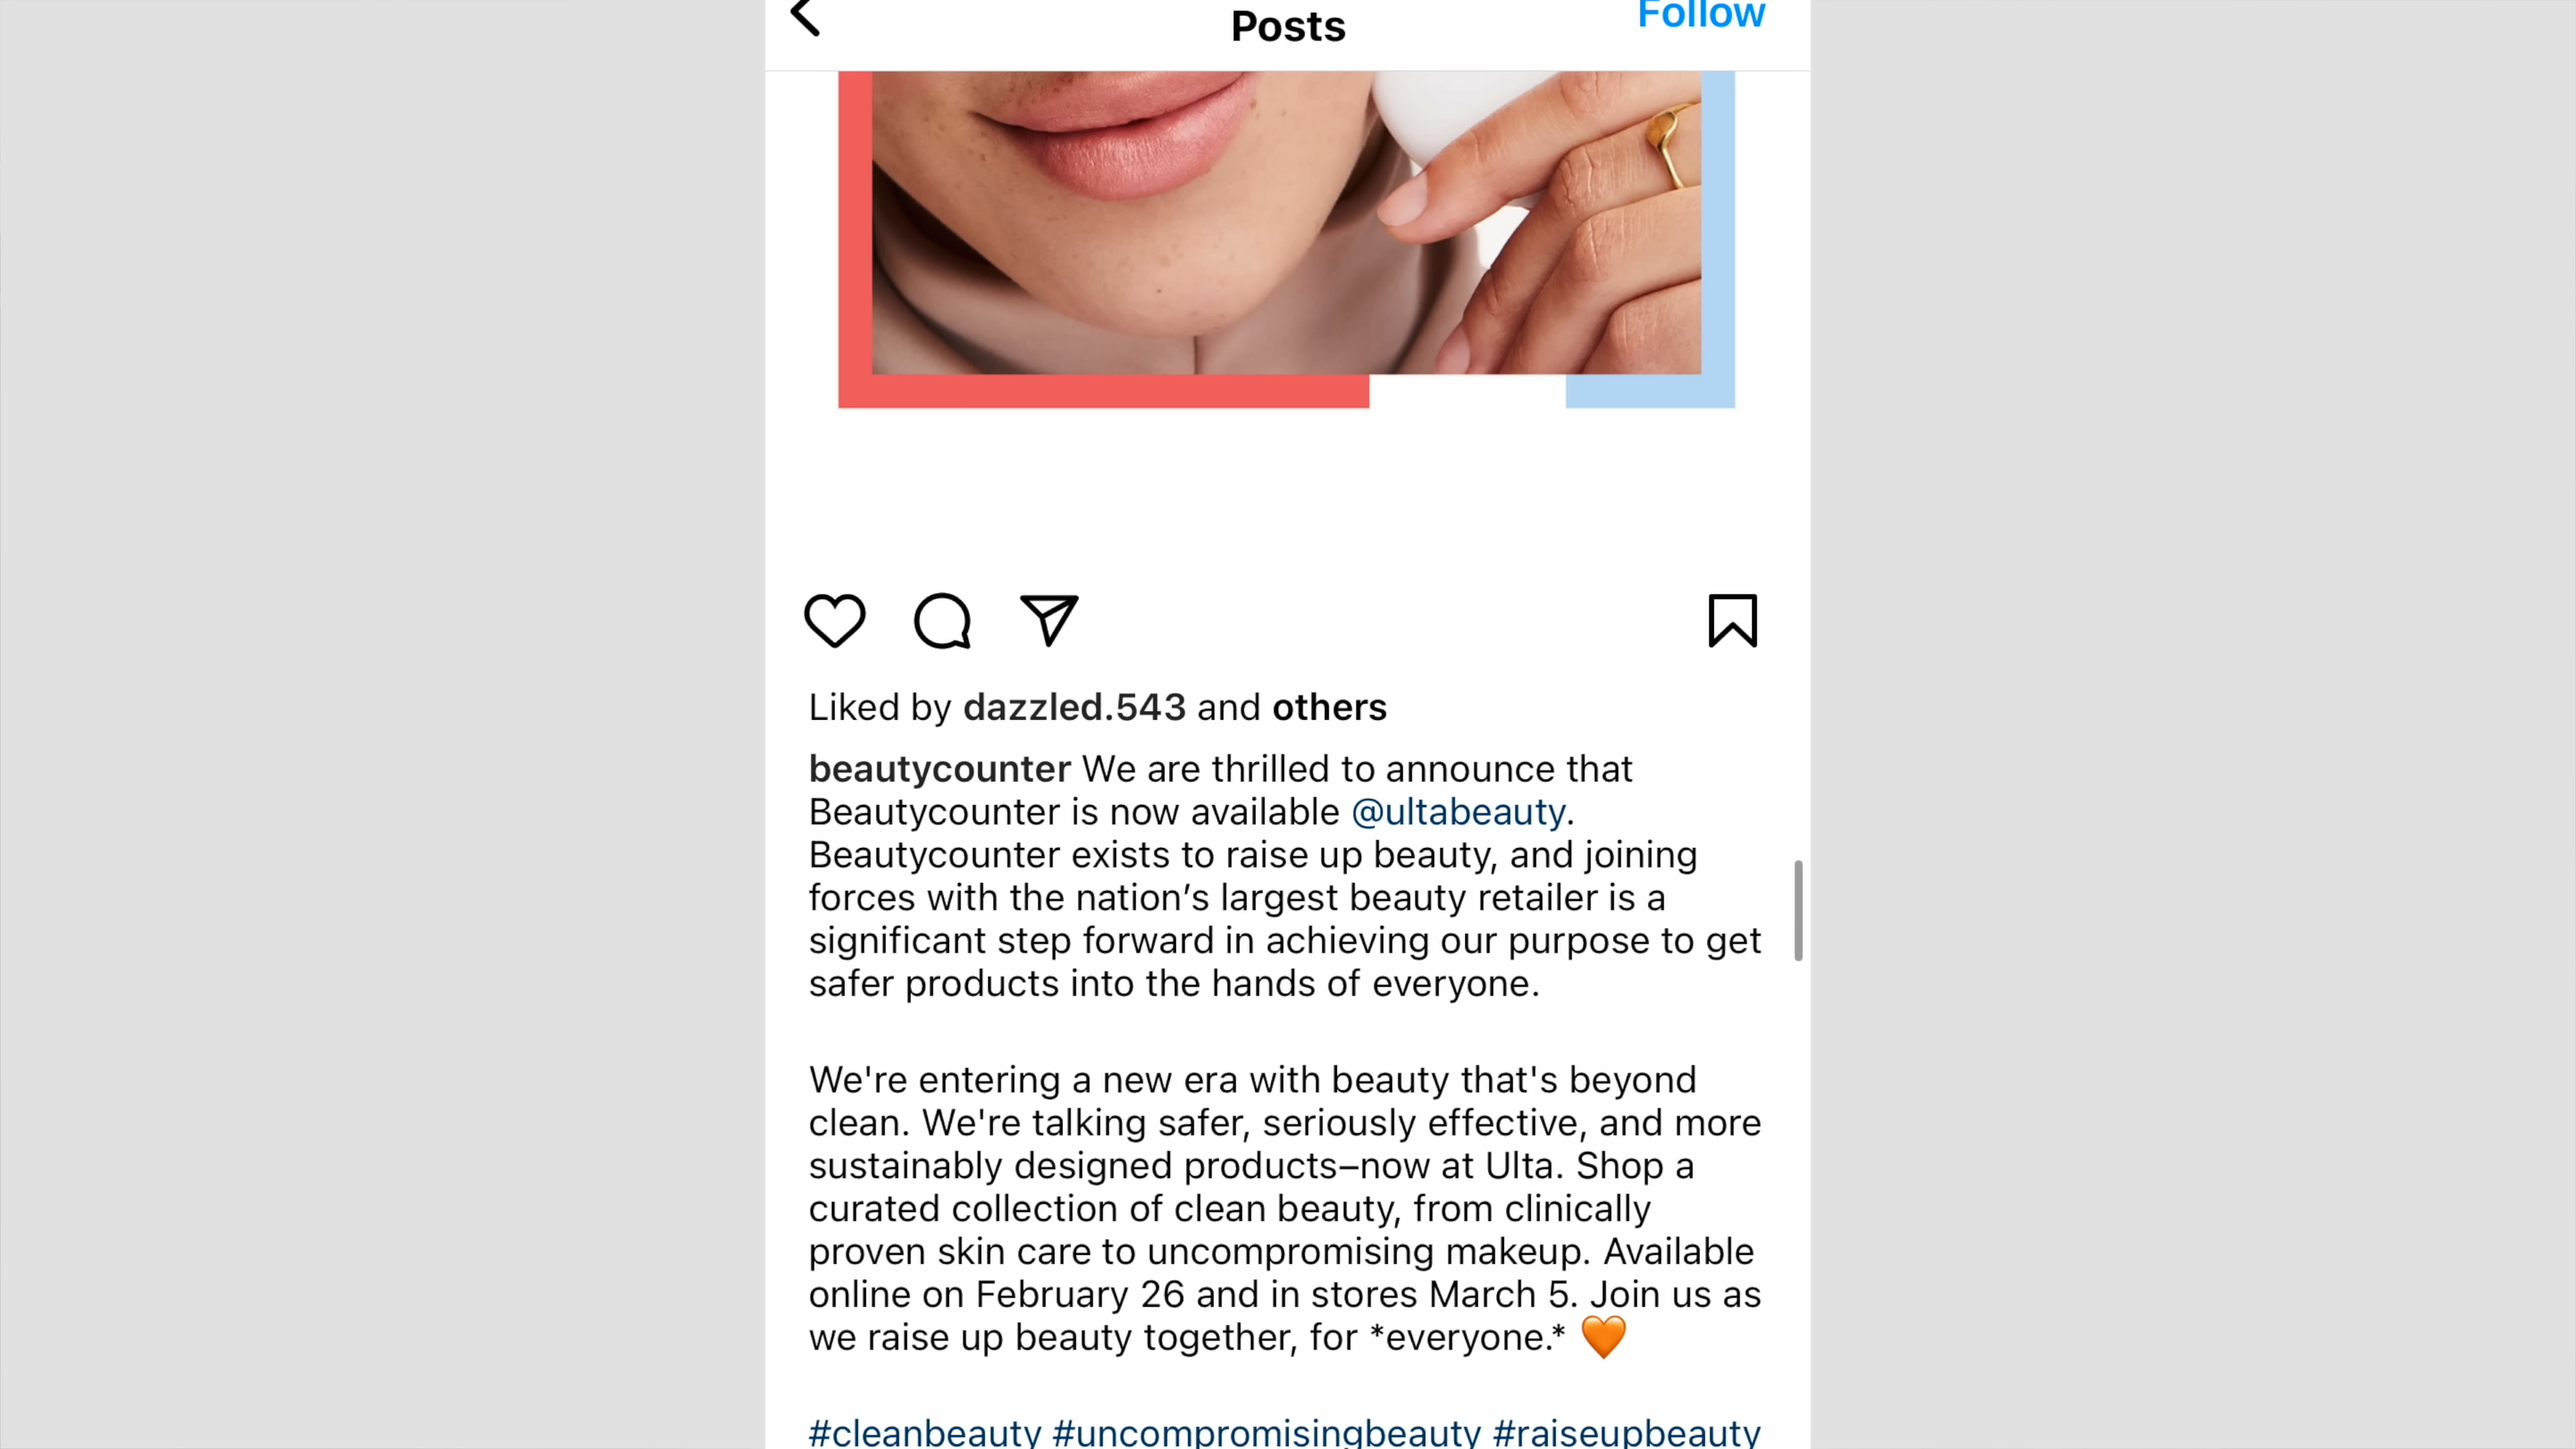 Posts
Follow
Liked by dazzled.543 and others
beautycounter We are thrilled to announce that
Beautycounter is now available @ultabeauty.
Beautycounter exists to raise up beauty, and joining
forces with the nation’s largest beauty retailer is a
significant step forward in achieving our purpose to get
safer products into the hands of everyone.
We're entering a new era with beauty that's beyond
clean. We're talking safer, seriously effective, and more
sustainably designed products—now at Ulta. Shop a
curated collection of clean beauty, from clinically
proven skin care to uncompromising makeup. Available
online on February 26 and in stores March 5. Join us as
we raise up beauty together, for *everyone.* 🧡
#cleanbeauty #uncompromisingbeauty #raiseupbeauty